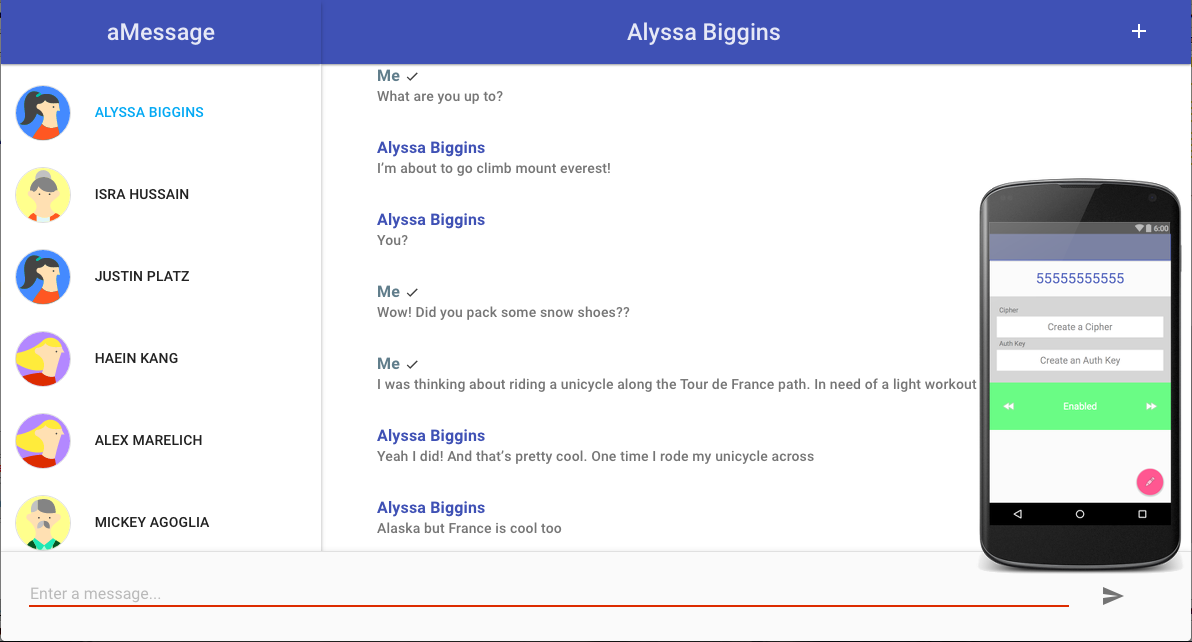 aMessage
Alyssa Biggins
+
ALYSSA BIGGINS
ISRA HUSSAIN
JUSTIN PLATZ
HAEIN KANG
ALEX MARELICH
MICKEY AGOGLIA
Me ✓
What are you up to?
Alyssa Biggins
I’m about to go climb mount everest!
Alyssa Biggins
You?
Me ✓
Wow! Did you pack some snow shoes??
Me ✓
I was thinking about riding a unicycle along the Tour de France path. In need of a light workout
Alyssa Biggins
Yeah I did! And that’s pretty cool. One time I rode my unicycle across
Alyssa Biggins
Alaska but France is cool too
6:00
55555555555
Cipher
Create a Cipher
Auth Key
Create an Auth Key
Enabled
Enter a message...